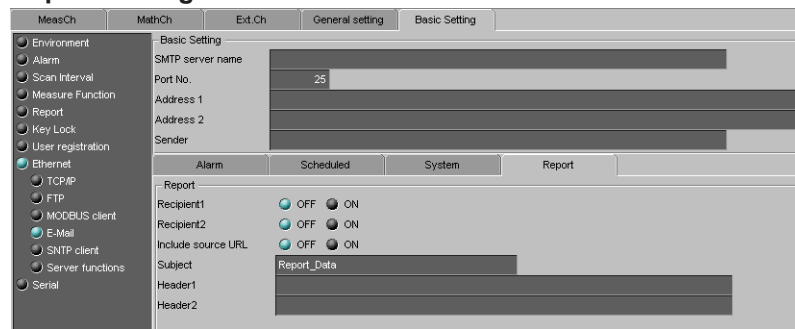 MeasCh MathCh Ext.Ch General setting Basic Setting
Environment
Alarm
Scan Interval
Measure Function
Report
Key Lock
User registration
Ethernet
TCP/IP
FTP
MODBUS client
E-Mail
SNTP client
Server functions
Serial
Basic Setting
SMTP server name
Port No. 25
Address 1
Address 2
Sender
Alarm Scheduled System Report
Report
Recipient1 OFF ON
Recipient2 OFF ON
Include source URL OFF ON
Subject Report_Data
Header1
Header2